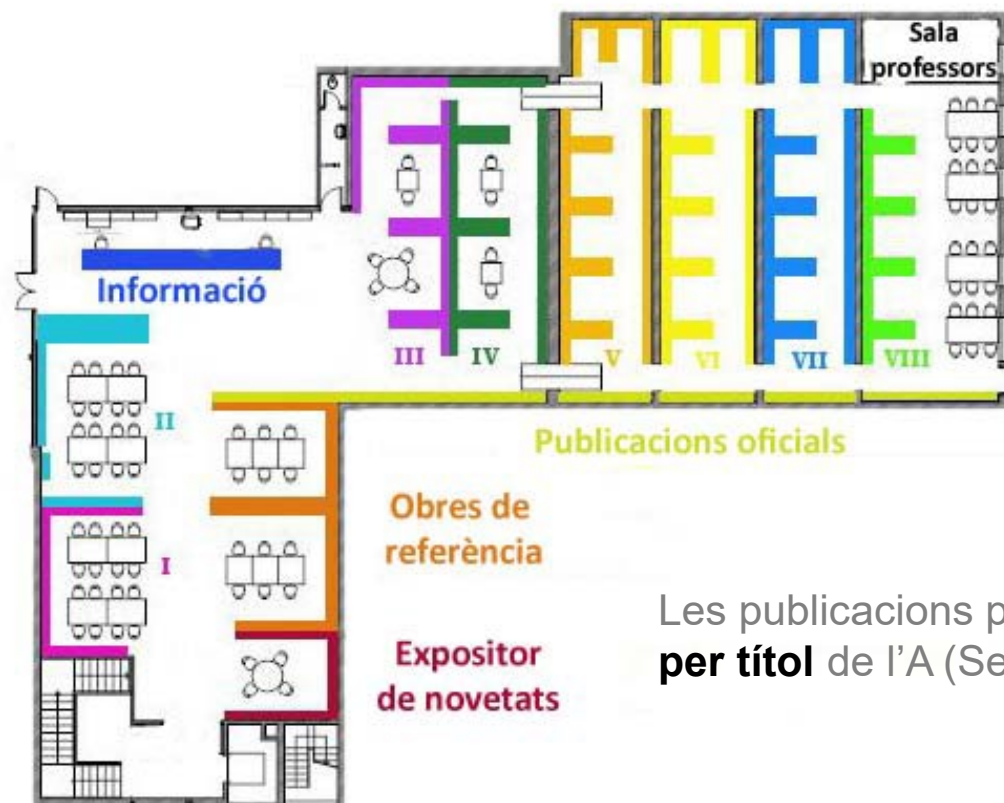 Sala
professors
Informació
III
IV
V
VI
VII
VIII
II
Publicacions oficials
Obres de
referència
I
Expositor
de novetats
Les publicacions p
per títol de l’A (Se